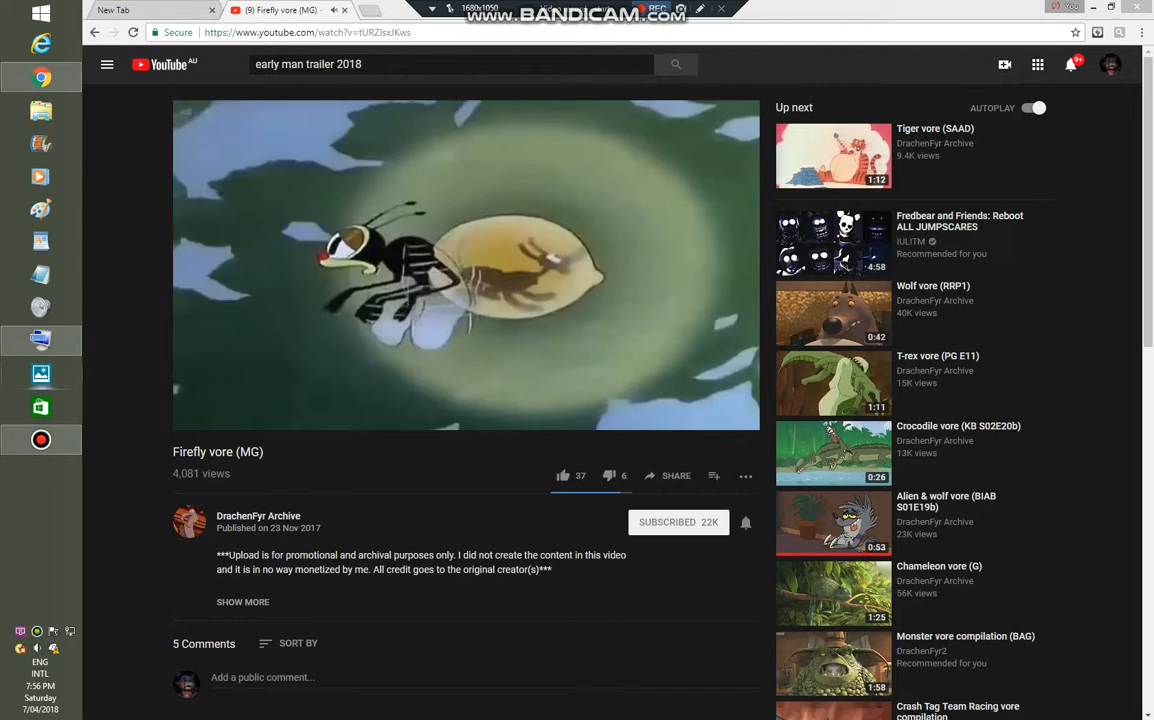 New Tab
(9) Firefly vore (MG) -
1680x1050
REC
www.BANDICAM.com
You
Secure
https://www.youtube.com/watch?v=tURZIsxJKws
YouTube AU
early man trailer 2018
9+
Up next
AUTOPLAY
Tiger vore (SAAD)
DrachenFyr Archive
9.4K views
1:12
Fredbear and Friends: Reboot
ALL JUMPSCARES
IULITM
Recommended for you
4:58
Wolf vore (RRP1)
DrachenFyr Archive
40K views
0:42
T-rex vore (PG E11)
DrachenFyr Archive
15K views
1:11
Crocodile vore (KB S02E20b)
DrachenFyr Archive
13K views
0:26
Alien & wolf vore (BIAB
S01E19b)
DrachenFyr Archive
23K views
0:53
Chameleon vore (G)
DrachenFyr Archive
56K views
1:25
Monster vore compilation (BAG)
DrachenFyr2
Recommended for you
1:58
Crash Tag Team Racing vore
compilation
Firefly vore (MG)
4,081 views
37
6
SHARE
DrachenFyr Archive
Published on 23 Nov 2017
SUBSCRIBED 22K
***Upload is for promotional and archival purposes only. I did not create the content in this video
and it is in no way monetized by me. All credit goes to the original creator(s)***
SHOW MORE
5 Comments
SORT BY
Add a public comment...
ENG
INTL
7:56 PM
Saturday
7/04/2018